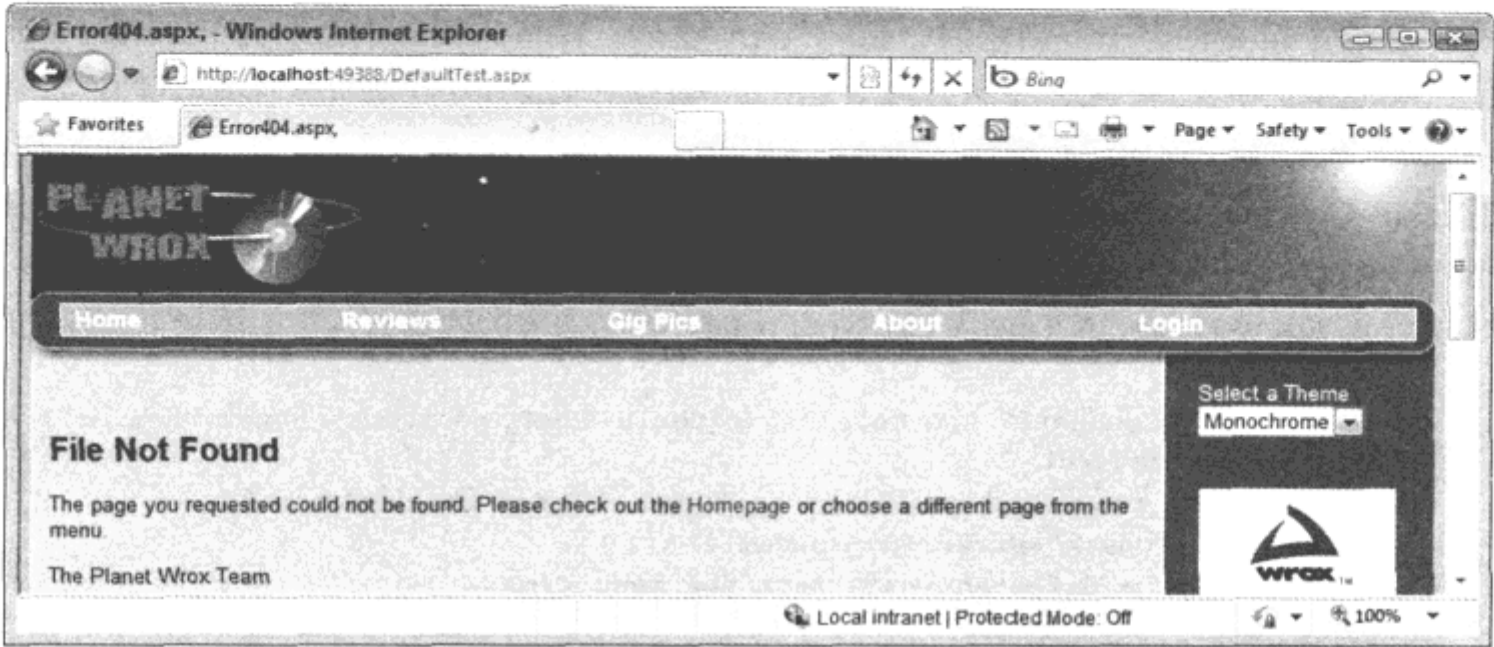 Error404.aspx, - Windows Internet Explorer
http://localhost:49388/DefaultTest.aspx
Bing
Favorites
Error404.aspx,
Page
Safety
Tools
PLANET
WROX
Home
Reviews
Gig Pics
About
Login
Select a Theme
Monochrome
File Not Found
The page you requested could not be found. Please check out the Homepage or choose a different page from the
menu.
The Planet Wrox Team
wrox™
Local intranet | Protected Mode: Off
100%